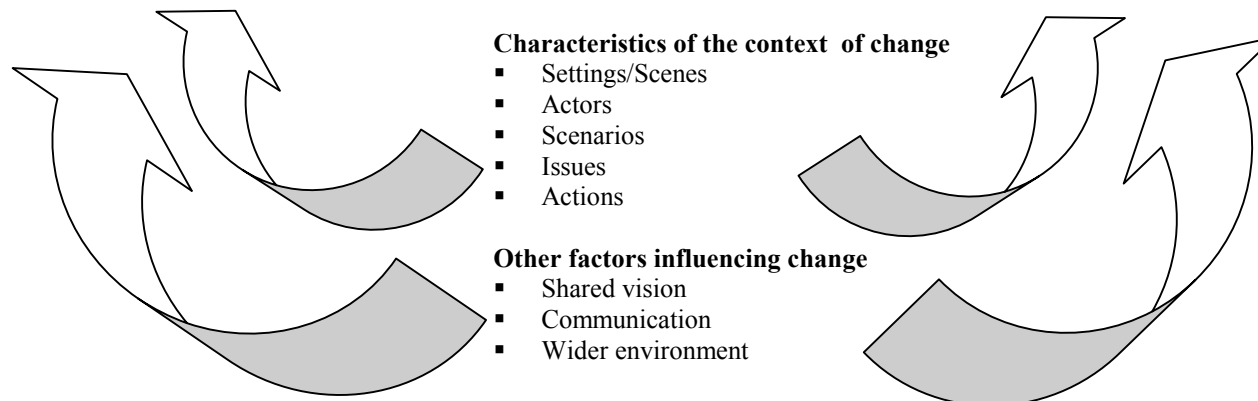 Characteristics of the context of change
▪ Settings/Scenes
▪ Actors
▪ Scenarios
▪ Issues
▪ Actions
Other factors influencing change
▪ Shared vision
▪ Communication
▪ Wider environment